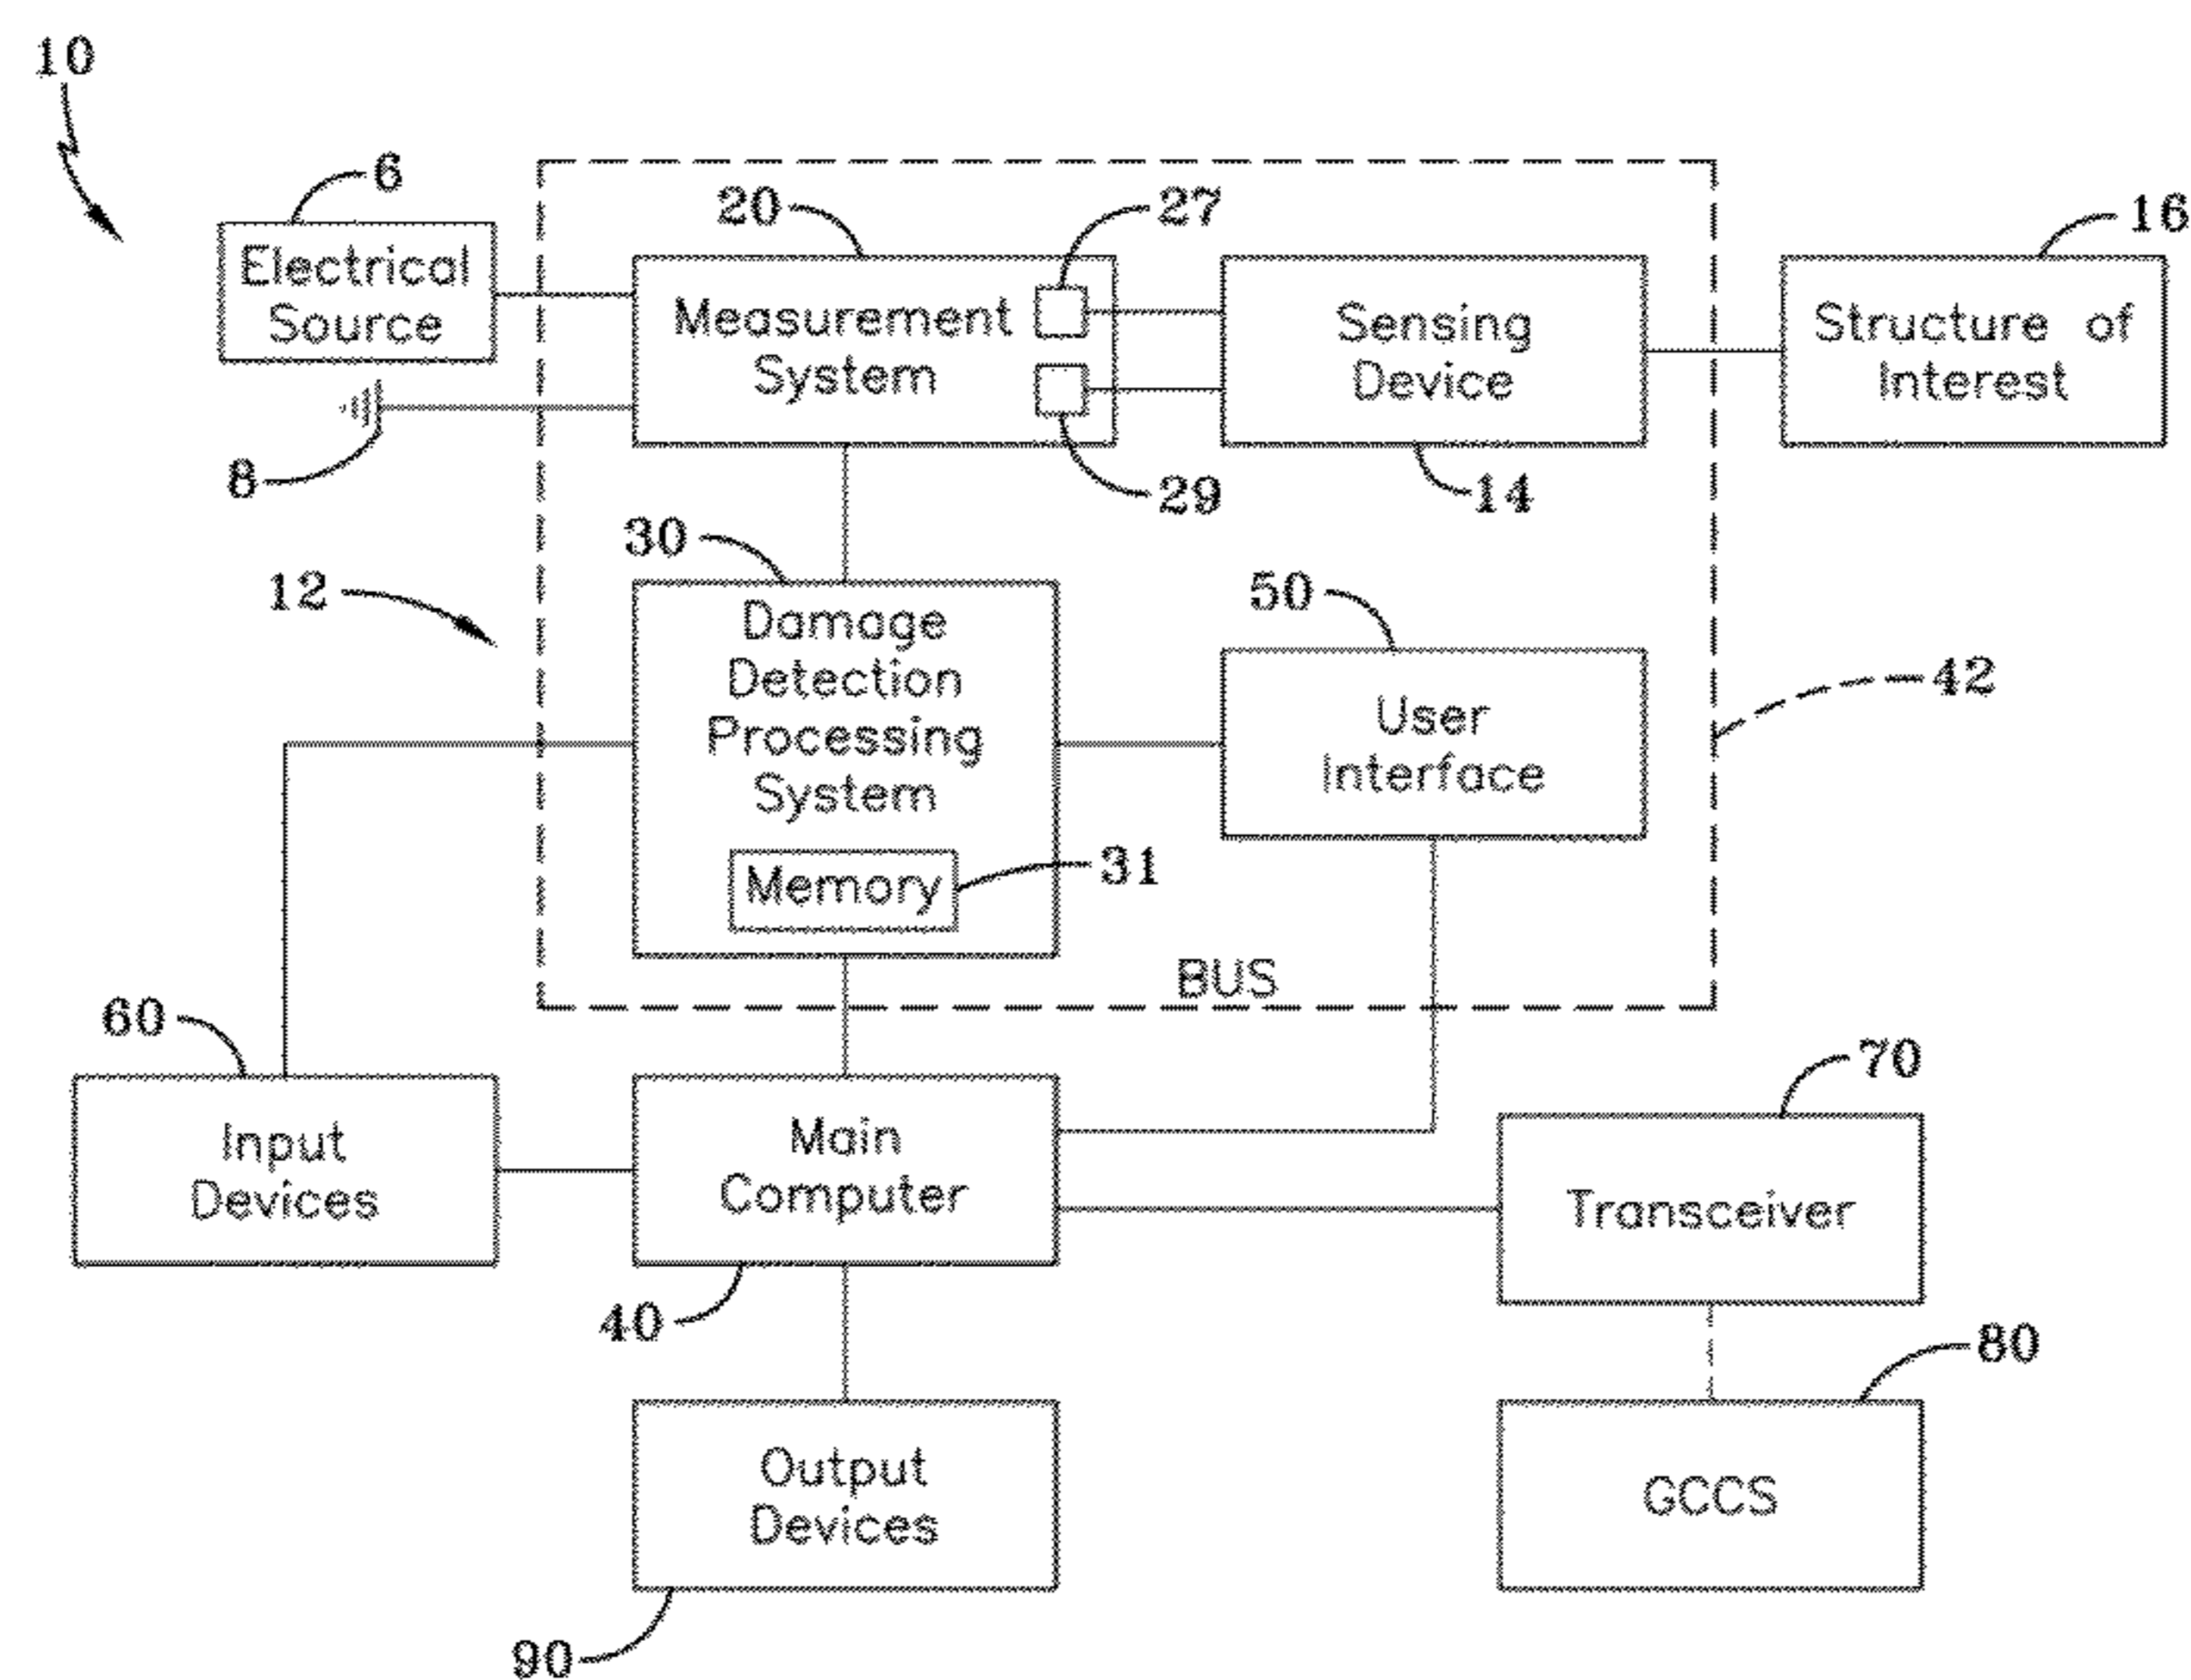 10
6
Electrical
Source
8
12
20
27
Measurement
System
29
Sensing
Device
14
16
Structure of
Interest
30
Damage
Detection
Processing
System
Memory
31
50
User
Interface
42
BUS
60
Input
Devices
Main
Computer
40
70
Transceiver
80
GCCS
Output
Devices
90